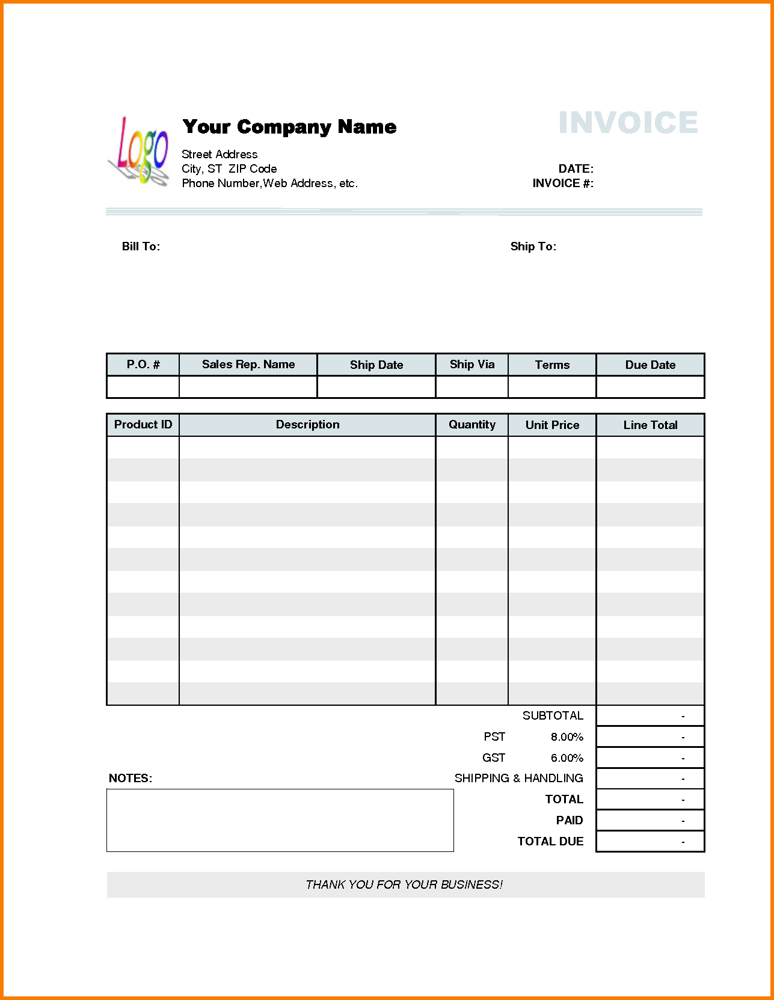 Logo
Your Company Name
INVOICE
Street Address
City, ST  ZIP Code
DATE:
Phone Number,Web Address, etc.
INVOICE #:
Bill To:
Ship To:
P.O. # Sales Rep. Name Ship Date Ship Via Terms Due Date
Product ID Description Quantity Unit Price Line Total
SUBTOTAL -
PST 8.00% -
GST 6.00% -
NOTES:
SHIPPING & HANDLING -
TOTAL -
PAID -
TOTAL DUE -
THANK YOU FOR YOUR BUSINESS!